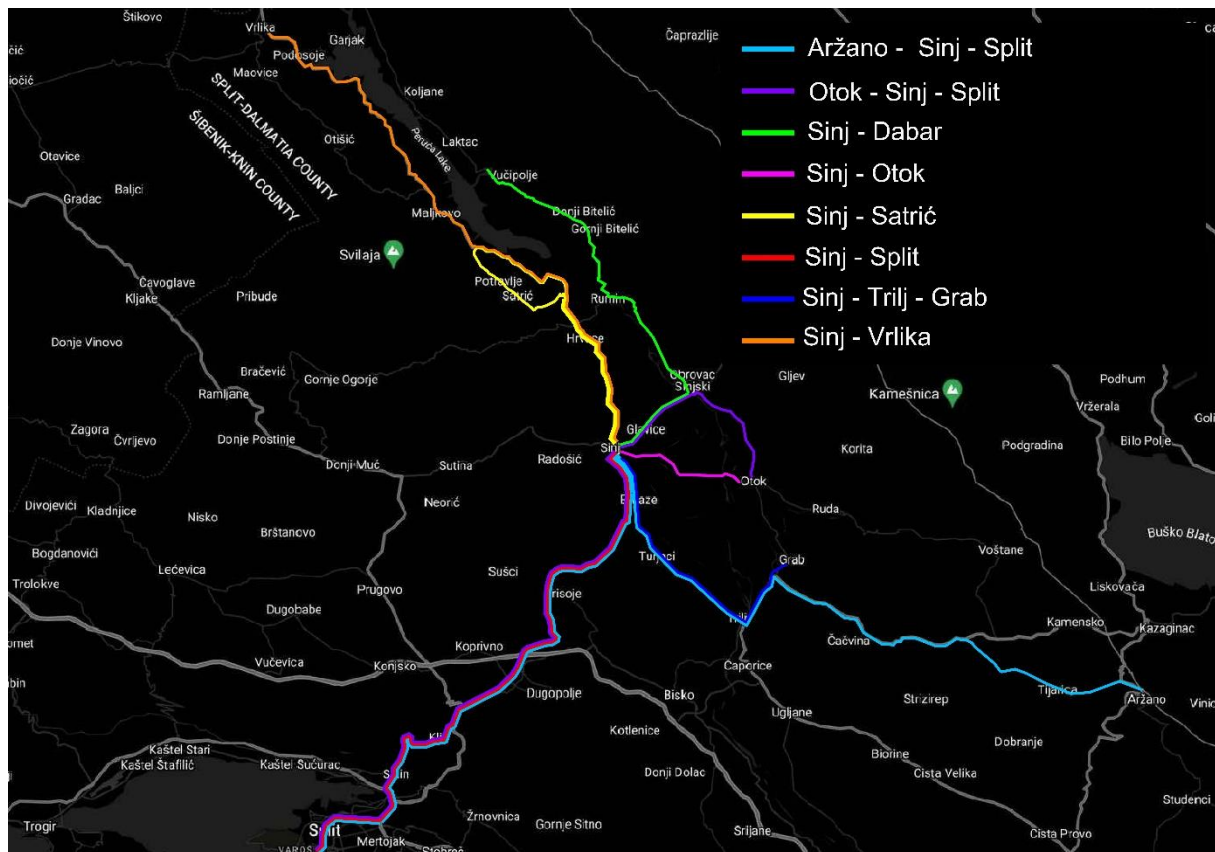 Štikovo
Vrlika
Garjak
Čaprazlije
Podosoje
Maovice
SPLIT-DALMATIA COUNTY
ŠIBENIK-KNIN COUNTY
Koljane
Otišić
Peruća Lake
Laktac
Otavice
Baljci
Gradac
Vučipolje
Maljkovo
Donji Bitelić
Gornji Bitelić
Svilaja
Čavoglave
Kljake
Pribude
Potravlje
Satrić
Rumin
Donje Vinovo
Hrvace
Bračević
Gornje Ogorje
Ramljane
Obrovac
Sinjski
Gljev
Kamešnica
Podhum
Vržerala
Zagora
Čvrljevo
Donje Postinje
Glavice
Sinj
Korita
Podgradina
Bilo Polje
Donji Muć
Sutina
Radošić
Otok
Divojevići
Kladnjice
Nisko
Neorić
Ruda
Brštanovo
Buško Blato
Bogdanovići
Turjaci
Grab
Voštane
Trolokve
Lećevica
Sušci
Prugovo
Liskovača
Dugobabe
Kamensko
Kazaginac
Čačvina
Koprivno
Vučevica
Konjsko
Caporice
Dugopolje
Bisko
Strizirep
Tijarica
Aržano
Ugljane
Kotlenice
Dobranje
Kaštel Stari
Kaštel Štafilić
Kaštel Sućurac
Biorine
Cista Velika
Donji Dolac
Studenci
Žrnovnica
Trogir
Split
Gornje Sitno
Mertojak
VAROŠ
Srijane
Cista Provo
Aržano - Sinj - Split
Otok - Sinj - Split
Sinj - Dabar
Sinj - Otok
Sinj - Satrić
Sinj - Split
Sinj - Trilj - Grab
Sinj - Vrlika